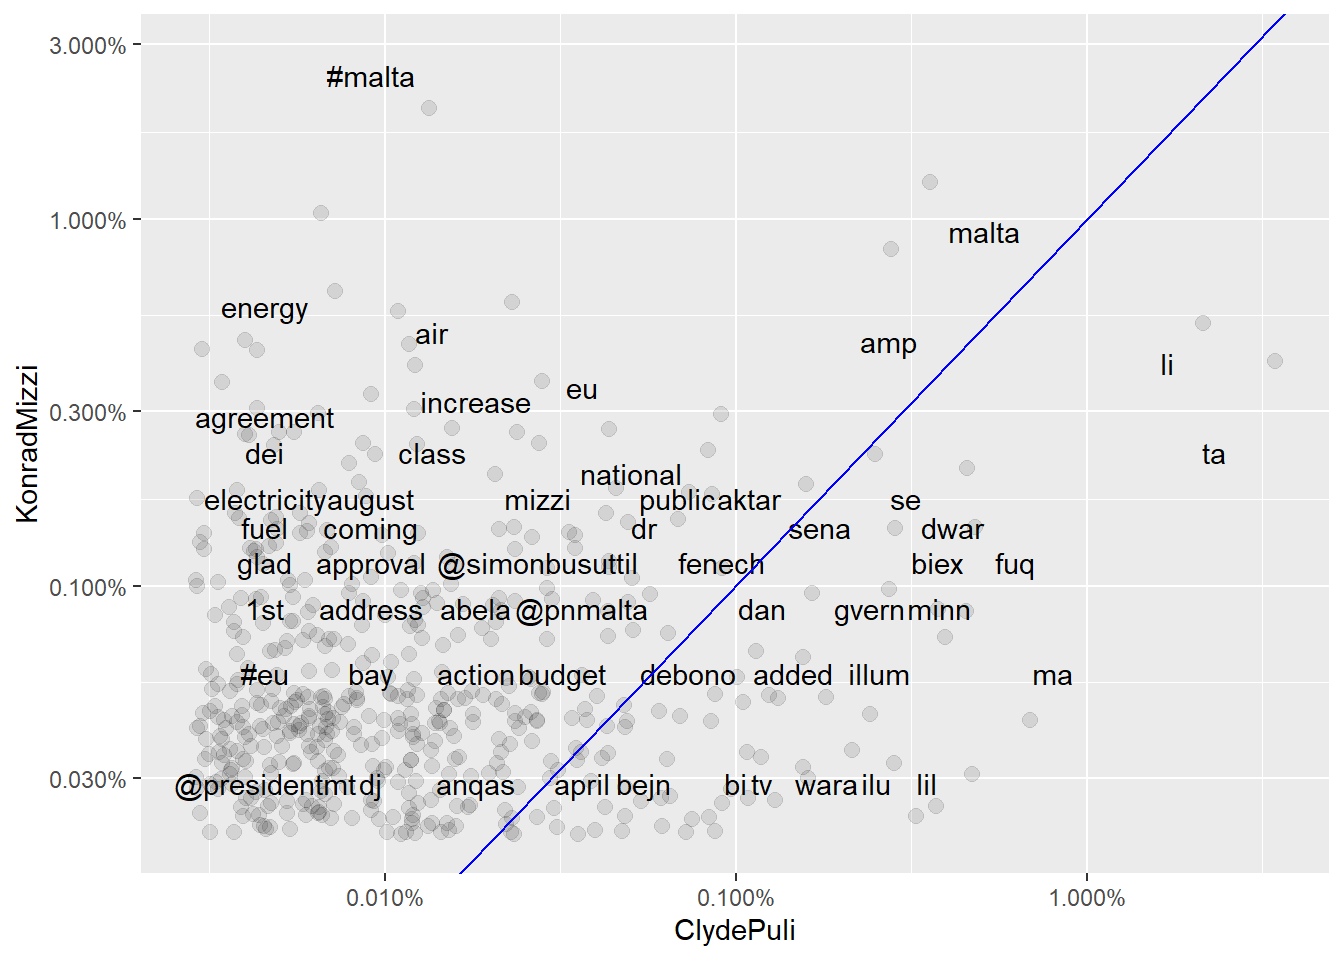 3.000%
#malta
1.000%
malta
energy
air
amp
li
eu
0.300%
increase
agreement
dei
class
ta
national
electricity august
mizzi
public aktar
se
fuel
coming
dr
sena
dwar
glad
approval
@simonbusuttil
fenech
biex
fuq
0.100%
1st
address
abela
@pnmalta
dan
gvern
minn
#eu
bay
action
budget
debono
added
illum
ma
0.030%
@presidentmt
dj
anqas
april
bejn
bi
tv
wara
ilu
lil
0.010%
0.100%
1.000%
ClydePuli
KonradMizzi